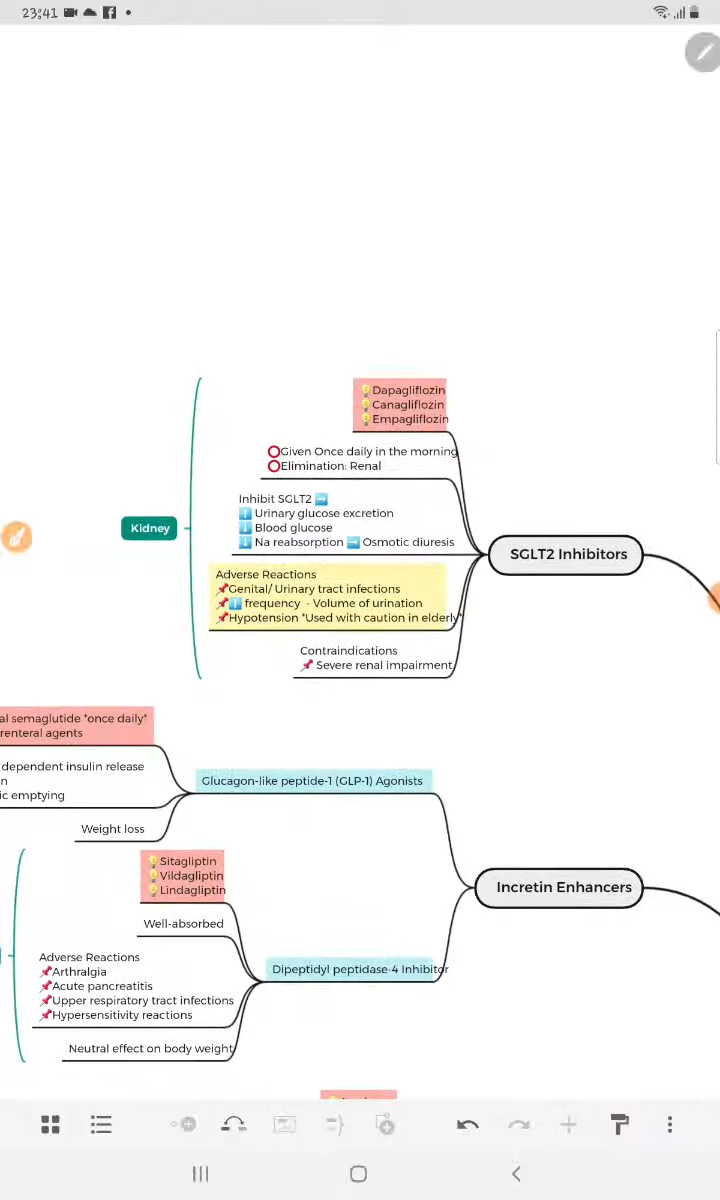 23:41
Dapagliflozin
Canagliflozin
Empagliflozin
Given Once daily in the morning
Elimination: Renal
Inhibit SGLT2 ➡️
⬆️ Urinary glucose excretion
⬇️ Blood glucose
⬇️ Na reabsorption ➡️ Osmotic diuresis
Kidney
SGLT2 Inhibitors
Adverse Reactions
Genital/ Urinary tract infections
⬆️ frequency - Volume of urination
Hypotension "Used with caution in elderly"
Contraindications
Severe renal impairment
al semaglutide "once daily"
renteral agents
dependent insulin release
n
ic emptying
Weight loss
Glucagon-like peptide-1 (GLP-1) Agonists
Incretin Enhancers
Sitagliptin
Vildagliptin
Lindagliptin
Well-absorbed
Dipeptidyl peptidase-4 Inhibitor
Adverse Reactions
Arthralgia
Acute pancreatitis
Upper respiratory tract infections
Hypersensitivity reactions
Neutral effect on body weight